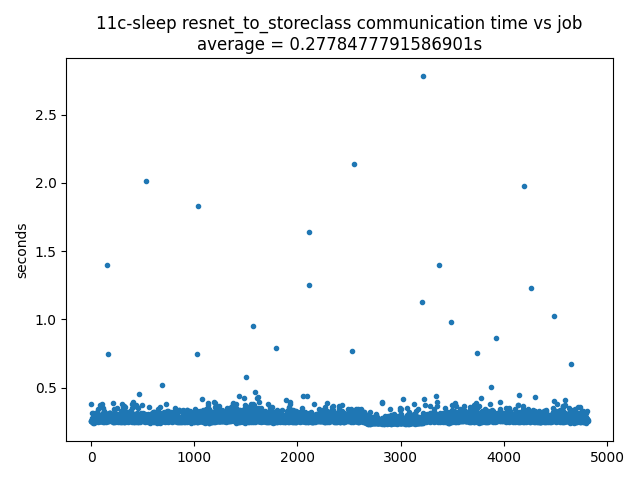 11c-sleep resnet_to_storeclass communication time vs job
average = 0.2778477791586901s
seconds
2.5
2.0
1.5
1.0
0.5
0 1000 2000 3000 4000 5000